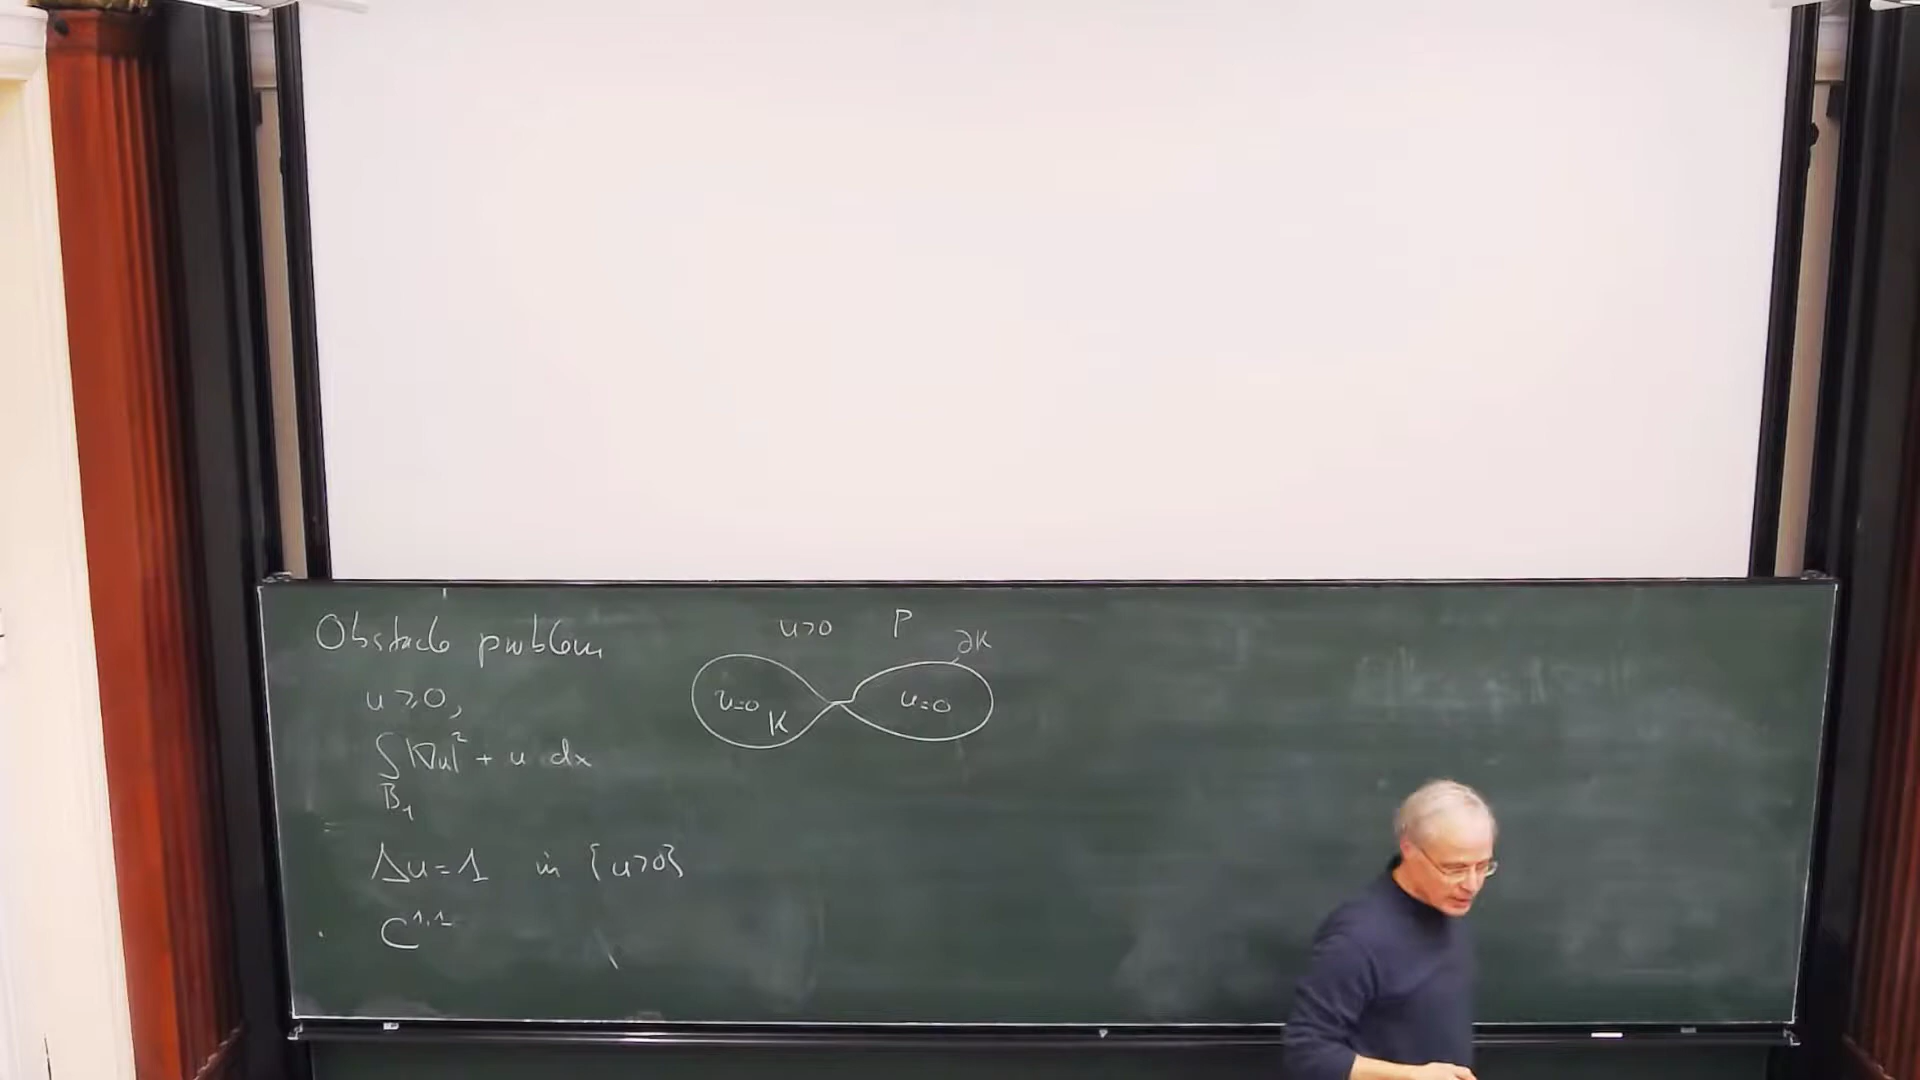 Obstacle problem
u ≥ 0,
∫ |∇u|² + u dx
B₁
Δu = 1 in {u>0}
C^{1,1}
u>0 P
∂K
u=0 u=0
K